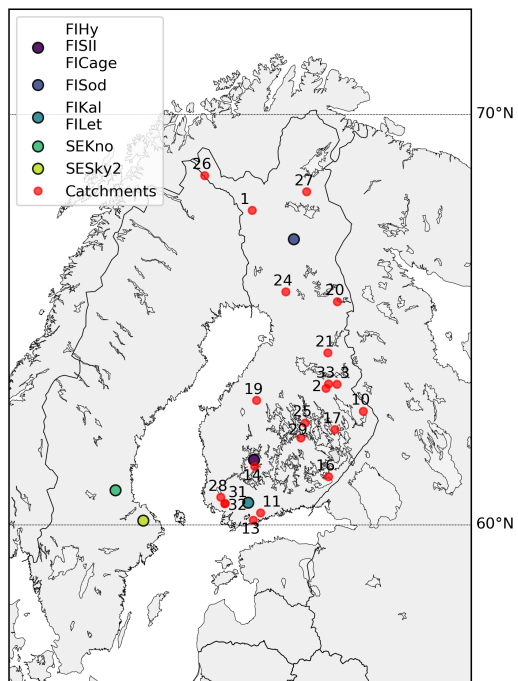 FIHy
FISII
FICage
FISod
FIKal
FILet
SEKno
SESky2
Catchments
70°N
26
27
1
24
20
21
33 3
2
19
10
25
17
29
14
16
28
31
32
11
13
60°N